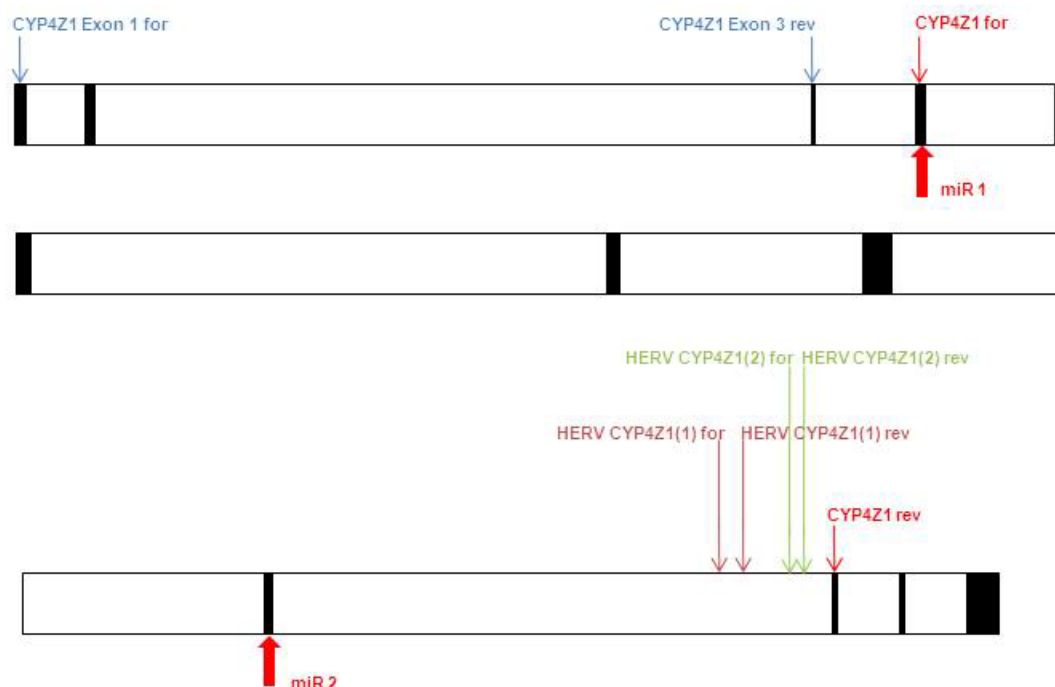 CYP4Z1 Exon 1 for
CYP4Z1 Exon 3 rev
CYP4Z1 for
miR 1
HERV CYP4Z1(2) for
HERV CYP4Z1(2) rev
HERV CYP4Z1(1) for
HERV CYP4Z1(1) rev
CYP4Z1 rev
miR 2